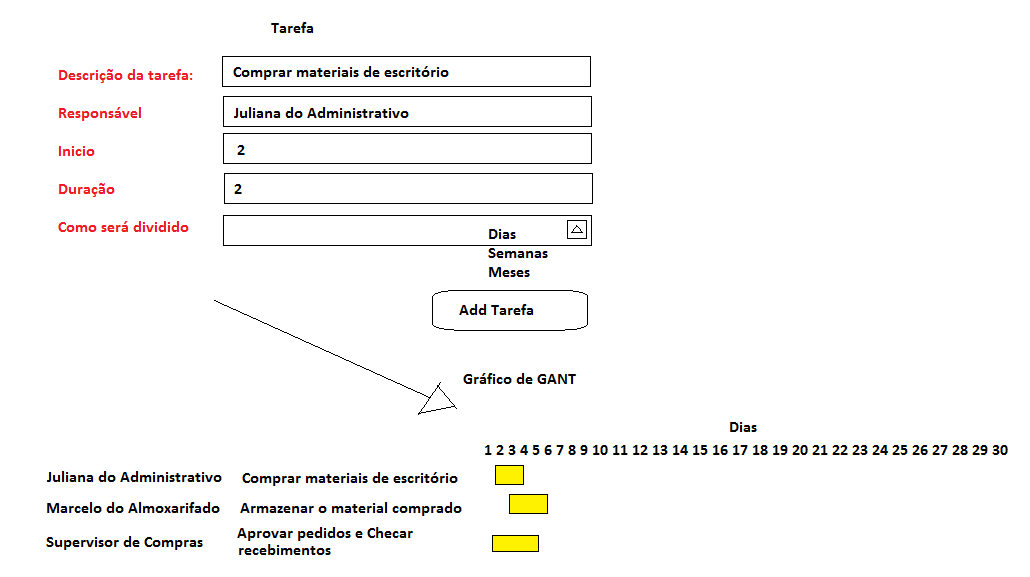 Tarefa
Descrição da tarefa: Comprar materiais de escritório
Responsável Juliana do Administrativo
Inicio 2
Duração 2
Como será dividido
Dias
Semanas
Meses
Add Tarefa
Gráfico de GANT
Dias
1 2 3 4 5 6 7 8 9 10 11 12 13 14 15 16 17 18 19 20 21 22 23 24 25 26 27 28 29 30
Juliana do Administrativo Comprar materiais de escritório
Marcelo do Almoxarifado Armazenar o material comprado
Supervisor de Compras Aprovar pedidos e Checar
recebimentos